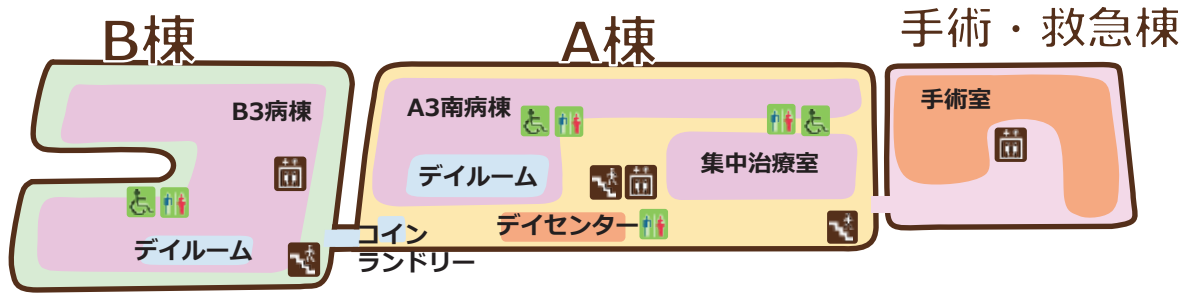 B棟
A棟
手術・救急棟
B3病棟
A3南病棟
手術室
デイルーム
集中治療室
デイセンター
デイルーム
コイン
ランドリー